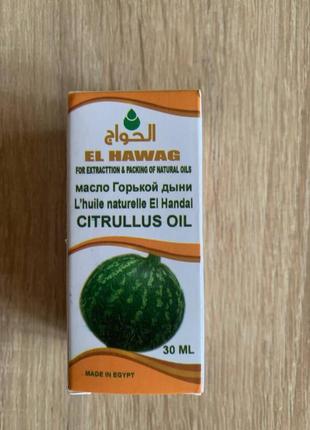 الحواج
EL HAWAG
FOR EXTRACTTION & PACKING OF NATURAL OILS
масло Горькой дыни
L'huile naturelle El Handal
CITRULLUS OIL
30 ML
MADE IN EGYPT